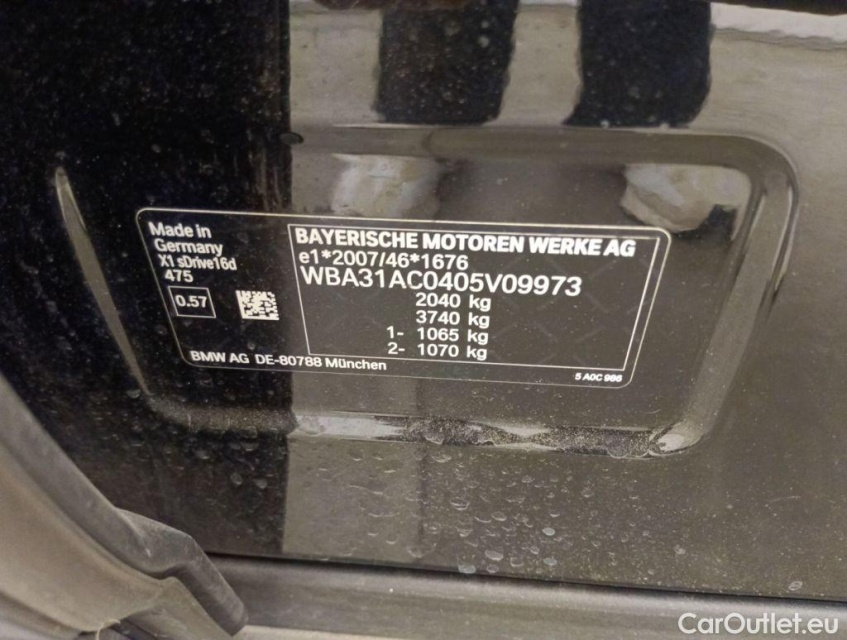 Made in
Germany
X1 sDrive16d
475
0.57
BAYERISCHE MOTOREN WERKE AG
e1*2007/46*1676
WBA31AC0405V09973
2040 kg
3740 kg
1- 1065 kg
2- 1070 kg
BMW AG DE-80788 München
5 A0C 986
CarOutlet.eu